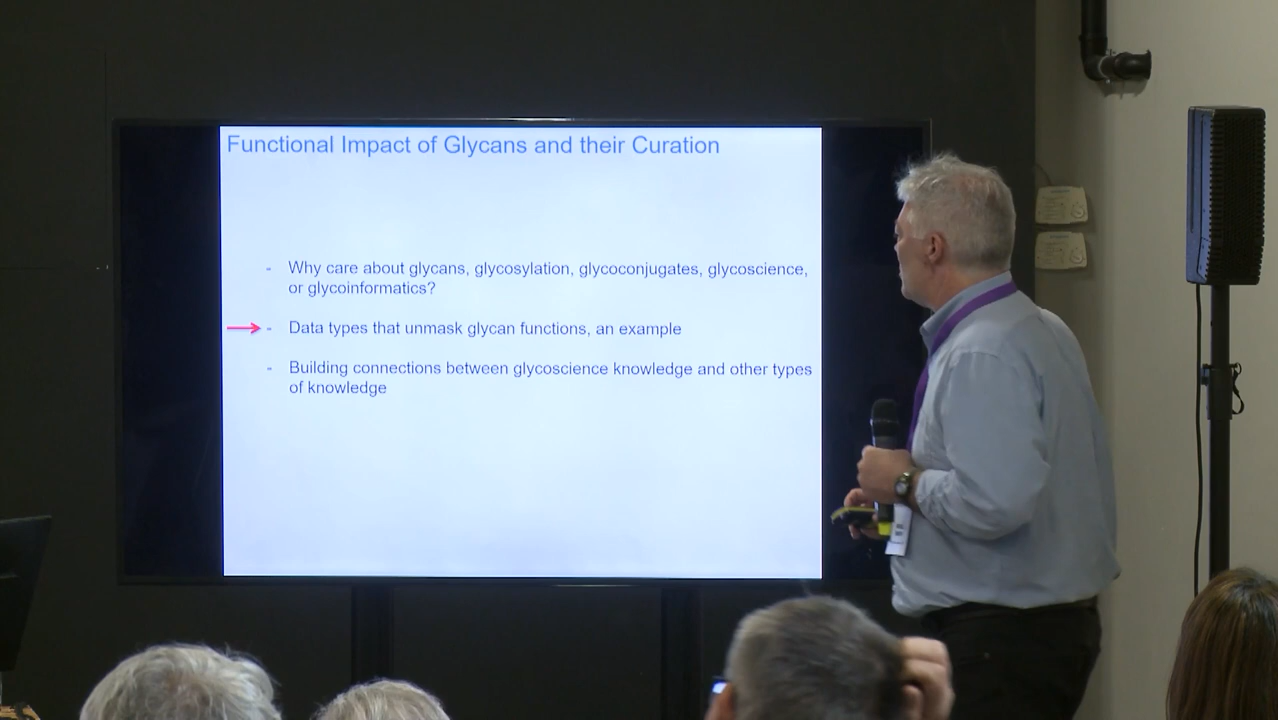 Functional Impact of Glycans and their Curation
- Why care about glycans, glycosylation, glycoconjugates, glycoscience,
or glycoinformatics?
- Data types that unmask glycan functions, an example
- Building connections between glycoscience knowledge and other types
of knowledge